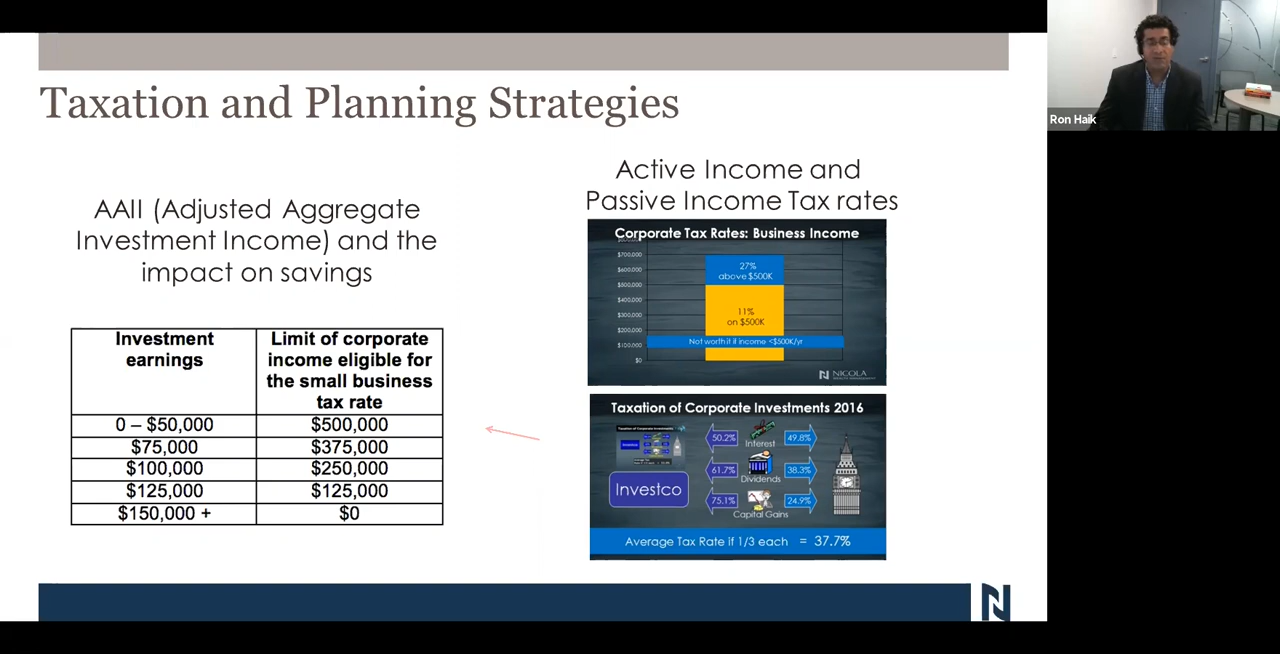 Taxation and Planning Strategies
AAII (Adjusted Aggregate
Investment Income) and the
impact on savings
Investment
earnings
Limit of corporate
income eligible for
the small business
tax rate
0 – $50,000
$500,000
$75,000
$375,000
$100,000
$250,000
$125,000
$125,000
$150,000 +
$0
Active Income and
Passive Income Tax rates
Corporate Tax Rates: Business Income
$800,000
$700,000
$600,000
$500,000
$400,000
$300,000
$200,000
$100,000
$0
27%
above $500K
11%
on $500K
Not worth it if income <$500K/yr
NICOLA
Taxation of Corporate Investments 2016
Investco
50.2%
Interest
49.8%
61.7%
Dividends
38.3%
75.1%
Capital Gains
24.9%
Average Tax Rate if 1/3 each = 37.7%
N
Ron Haik